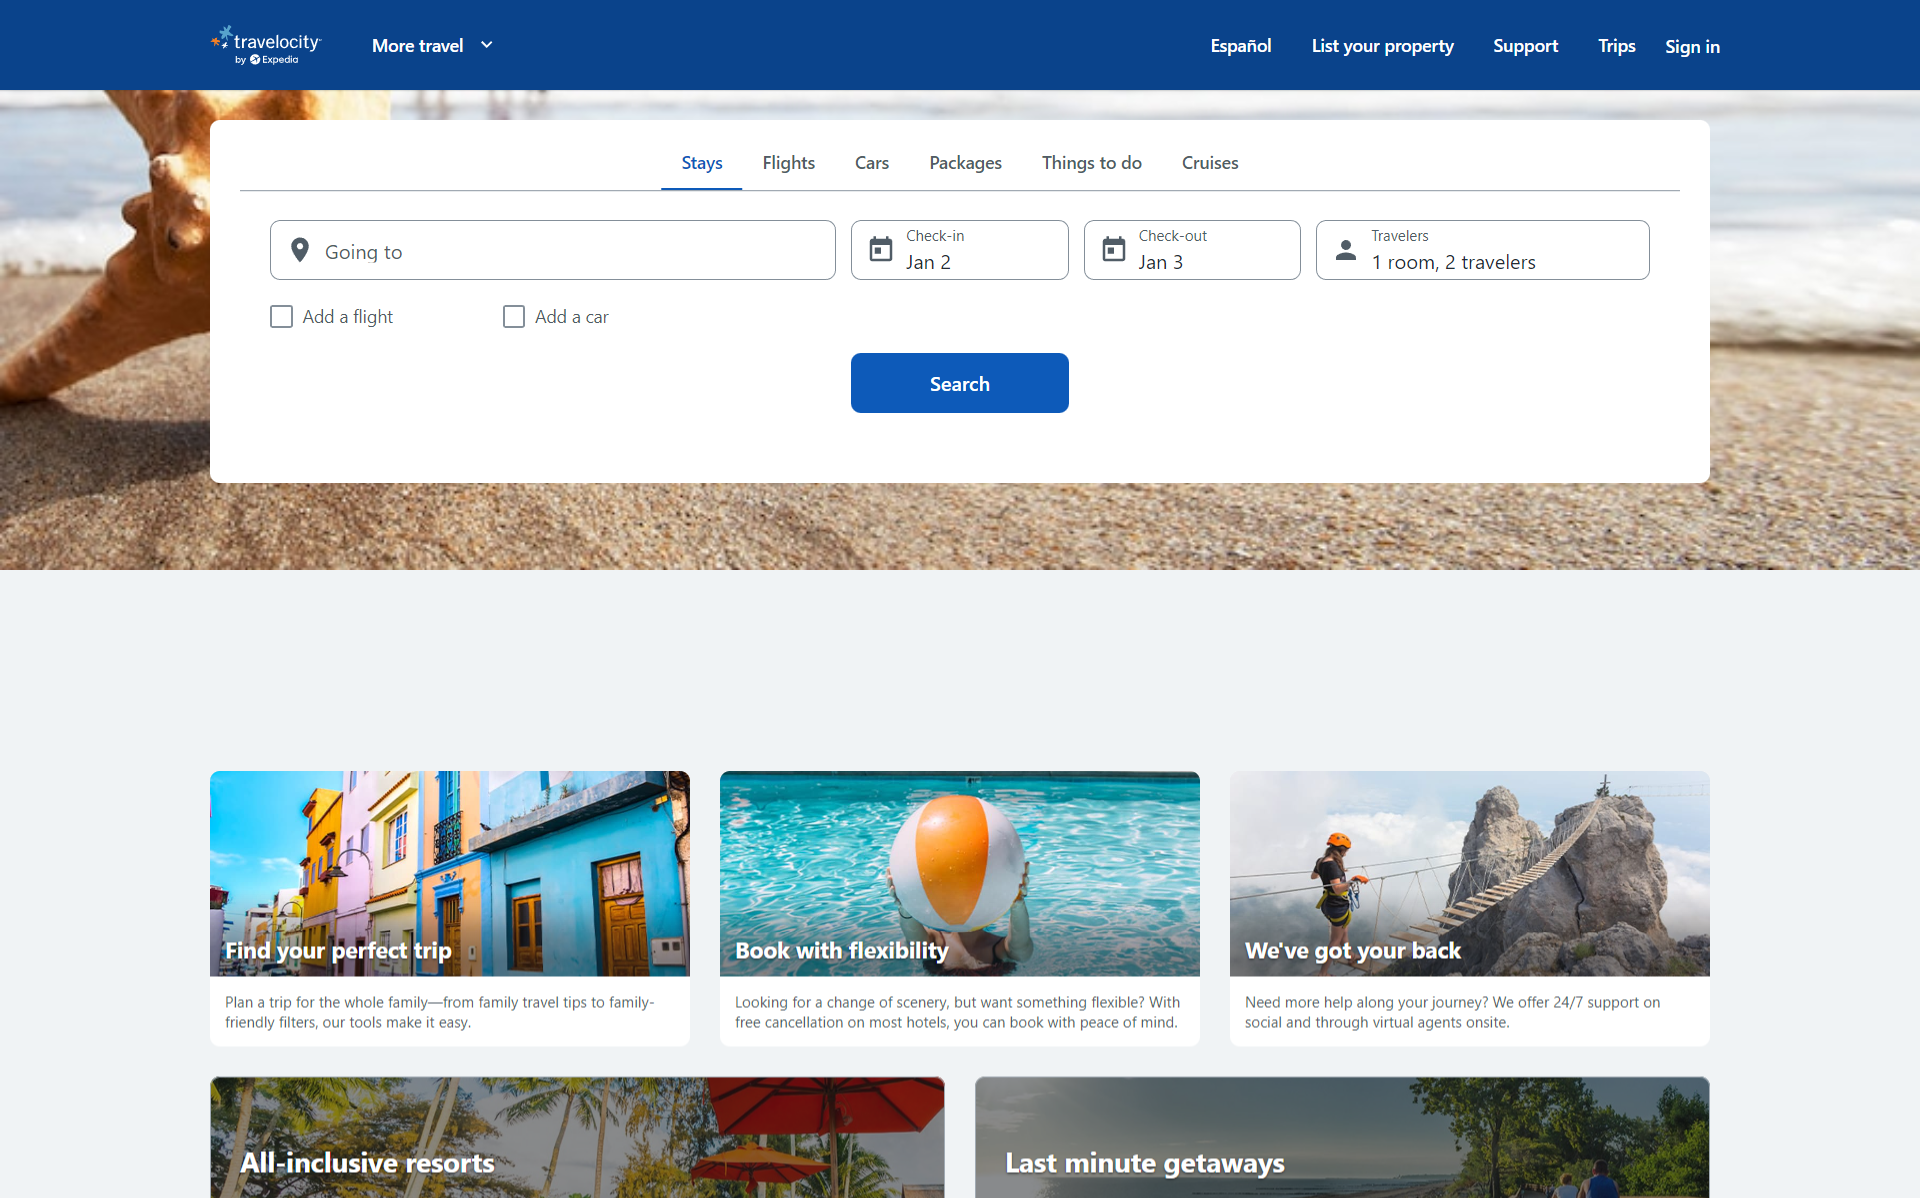 travelocity
by Expedia
More travel
Español
List your property
Support
Trips
Sign in
Stays
Flights
Cars
Packages
Things to do
Cruises
Going to
Check-in
Jan 2
Check-out
Jan 3
Travelers
1 room, 2 travelers
Add a flight
Add a car
Search
Find your perfect trip
Plan a trip for the whole family—from family travel tips to family-
friendly filters, our tools make it easy.
Book with flexibility
Looking for a change of scenery, but want something flexible? With
free cancellation on most hotels, you can book with peace of mind.
We've got your back
Need more help along your journey? We offer 24/7 support on
social and through virtual agents onsite.
All-inclusive resorts
Last minute getaways